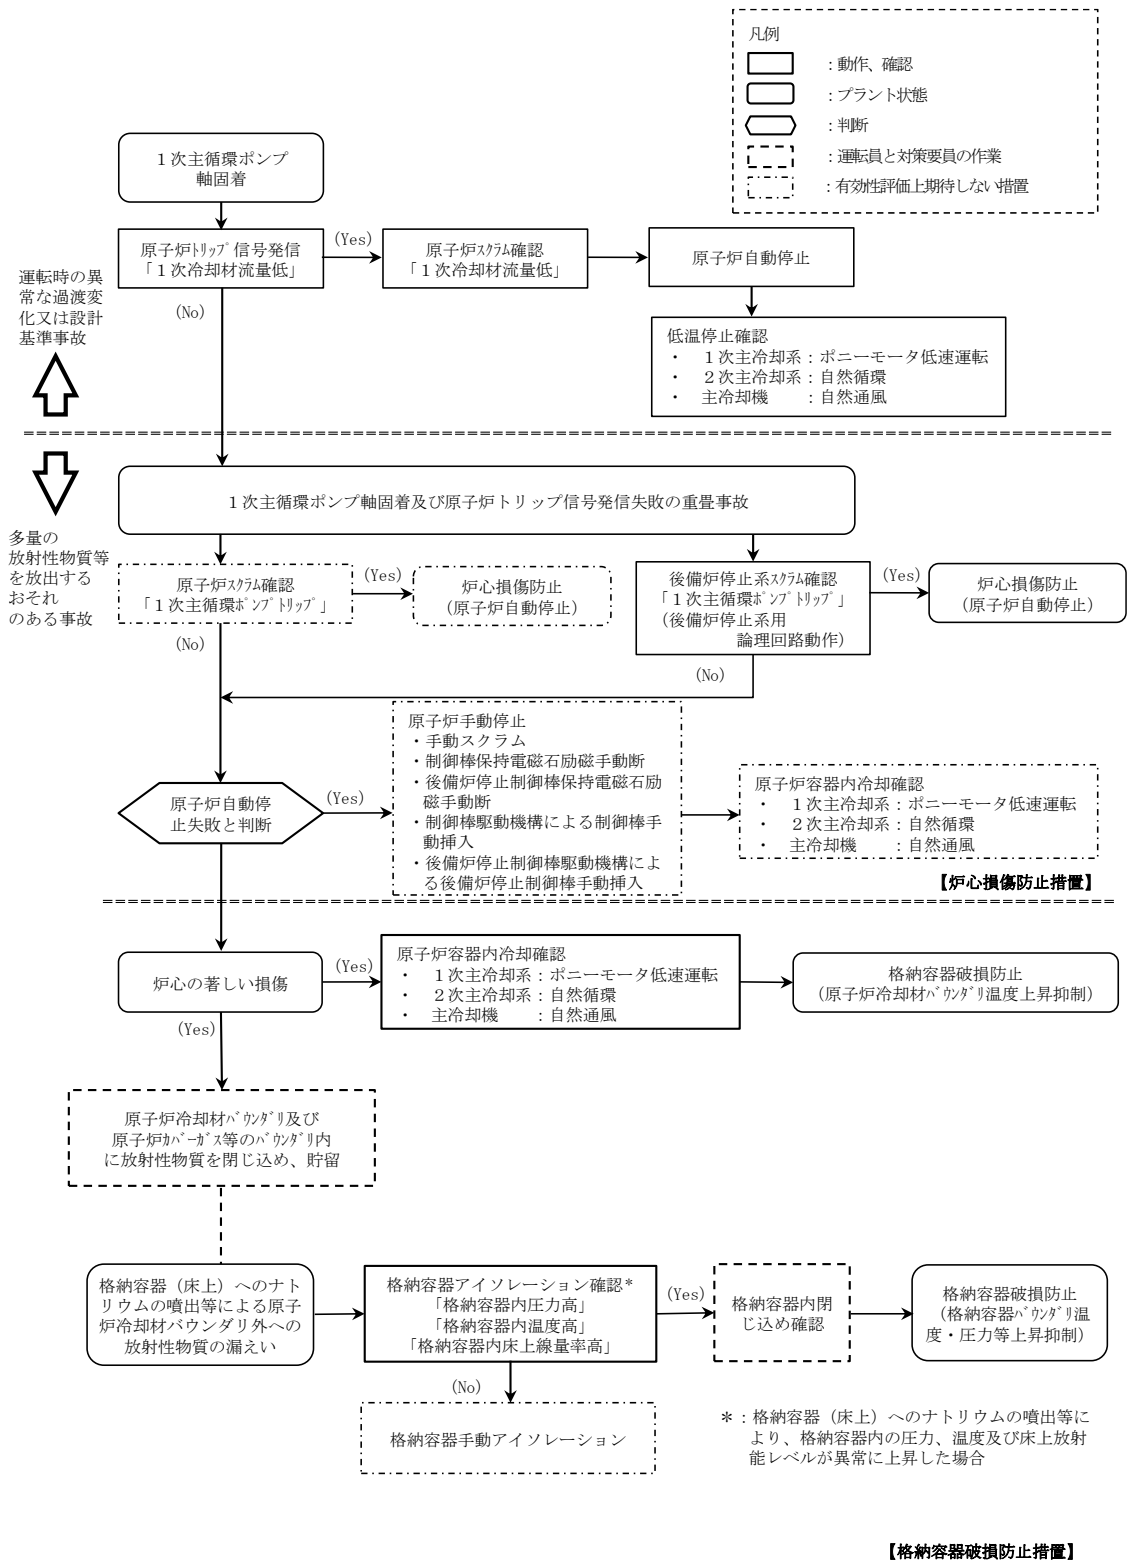 凡例
：動作、確認
：プラント状態
：判断
：運転員と対策要員の作業
：有効性評価上期待しない措置
１次主循環ポンプ
軸固着
原子炉ﾄﾘｯﾌﾟ信号発信
「１次冷却材流量低」
(Yes)
原子炉ｽｸﾗﾑ確認
「１次冷却材流量低」
原子炉自動停止
(No)
低温停止確認
・　１次主冷却系：ポニーモータ低速運転
・　２次主冷却系：自然循環
・　主冷却機　　：自然通風
運転時の異
常な過渡変
化又は設計
基準事故
多量の
放射性物質等
を放出する
おそれ
のある事故
１次主循環ポンプ軸固着及び原子炉トリップ信号発信失敗の重畳事故
原子炉ｽｸﾗﾑ確認
「１次主循環ﾎﾟﾝﾌﾟﾄﾘｯﾌﾟ」
(Yes)
炉心損傷防止
（原子炉自動停止）
後備炉停止系ｽｸﾗﾑ確認
「１次主循環ﾎﾟﾝﾌﾟﾄﾘｯﾌﾟ」
（後備炉停止系用
論理回路動作）
(Yes)
炉心損傷防止
（原子炉自動停止）
(No)
(No)
原子炉自動停
止失敗と判断
(Yes)
原子炉手動停止
・手動スクラム
・制御棒保持電磁石励磁手動断
・後備炉停止制御棒保持電磁石励
磁手動断
・制御棒駆動機構による制御棒手
動挿入
・後備炉停止制御棒駆動機構によ
る後備炉停止制御棒手動挿入
原子炉容器内冷却確認
・　１次主冷却系：ポニーモータ低速運転
・　２次主冷却系：自然循環
・　主冷却機　　：自然通風
【炉心損傷防止措置】
炉心の著しい損傷
(Yes)
原子炉容器内冷却確認
・　１次主冷却系：ポニーモータ低速運転
・　２次主冷却系：自然循環
・　主冷却機　　：自然通風
格納容器破損防止
（原子炉冷却材ﾊﾞｳﾝﾀﾞﾘ温度上昇抑制）
(Yes)
原子炉冷却材ﾊﾞｳﾝﾀﾞﾘ及び
原子炉ｶﾊﾞｰｶﾞｽ等のﾊﾞｳﾝﾀﾞﾘ内
に放射性物質を閉じ込め、貯留
格納容器（床上）へのナト
リウムの噴出等による原子
炉冷却材バウンダリ外への
放射性物質の漏えい
格納容器アイソレーション確認*
「格納容器内圧力高」
「格納容器内温度高」
「格納容器内床上線量率高」
(Yes)
格納容器内閉
じ込め確認
格納容器破損防止
（格納容器ﾊﾞｳﾝﾀﾞﾘ温
度・圧力等上昇抑制）
(No)
格納容器手動アイソレーション
＊：格納容器（床上）へのナトリウムの噴出等に
より、格納容器内の圧力、温度及び床上放射
能レベルが異常に上昇した場合
【格納容器破損防止措置】